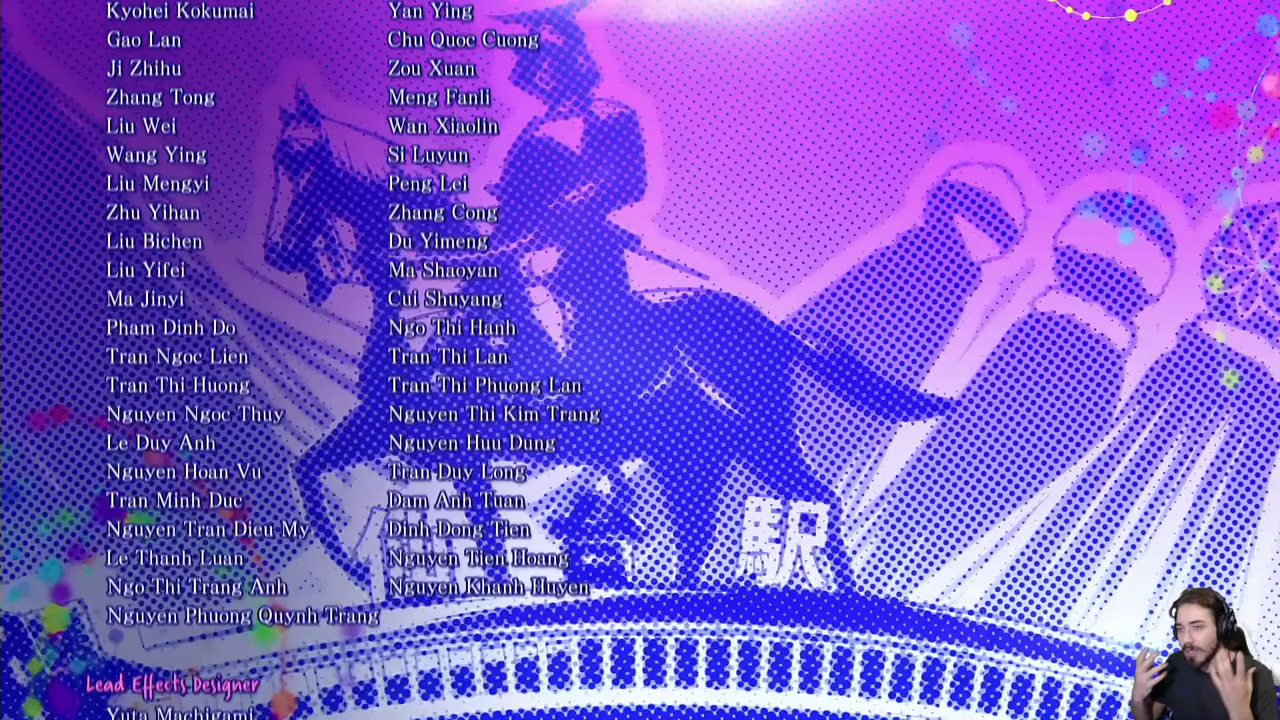 Kyohei Kokumai
Gao Lan
Ji Zhihu
Zhang Tong
Liu Wei
Wang Ying
Liu Mengyi
Zhu Yihan
Liu Bichen
Liu Yifei
Ma Jinyi
Pham Dinh Do
Tran Ngoc Lien
Tran Thi Huong
Nguyen Ngoc Thuy
Le Duy Anh
Nguyen Hoan Vu
Tran Minh Duc
Nguyen Tran Dieu My
Le Thanh Luan
Ngo Thi Trang Anh
Nguyen Phuong Quynh Trang
Yan Ying
Chu Quoc Cuong
Zou Xuan
Meng Fanli
Wan Xiaolin
Si Luyun
Peng Lei
Zhang Cong
Du Yimeng
Ma Shaoyan
Cui Shuyang
Ngo Thi Hanh
Tran Thi Lan
Tran Thi Phuong Lan
Nguyen Thi Kim Trang
Nguyen Huu Dung
Tran Duy Long
Dam Anh Tuan
Dinh Dong Tien
Nguyen Tien Hoang
Nguyen Khanh Huyen
仙台駅
Lead Effects Designer
Yuta Machigami